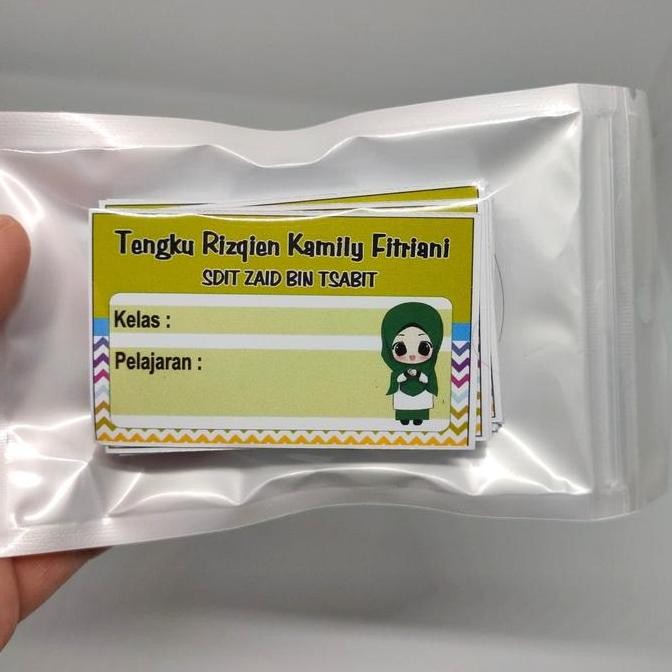 Tengku Rizqien Kamily Fitriani
SDIT ZAID BIN TSABIT
Kelas :
Pelajaran :